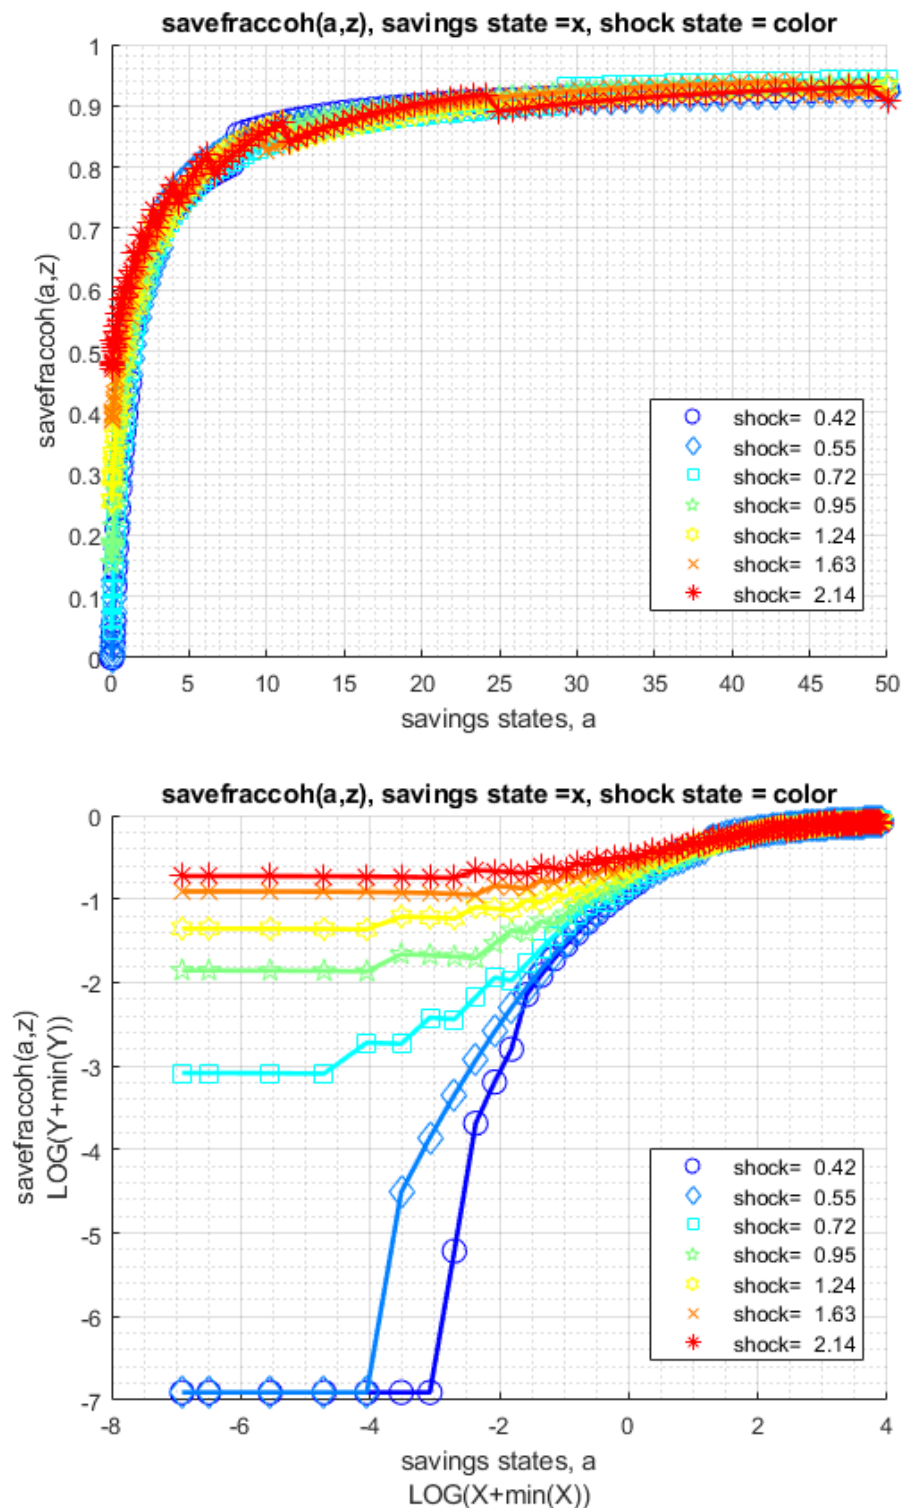 savefraccoh(a,z), savings state =x, shock state = color
1
0.9
0.8
0.7
0.6
0.5
0.4
0.3
0.2
0.1
0
savefraccoh(a,z)
shock= 0.42
shock= 0.55
shock= 0.72
shock= 0.95
shock= 1.24
shock= 1.63
shock= 2.14
0 5 10 15 20 25 30 35 40 45 50
savings states, a
savefraccoh(a,z), savings state =x, shock state = color
0
-1
-2
-3
-4
-5
-6
-7
savefraccoh(a,z)
LOG(Y+min(Y))
shock= 0.42
shock= 0.55
shock= 0.72
shock= 0.95
shock= 1.24
shock= 1.63
shock= 2.14
-8 -6 -4 -2 0 2 4
savings states, a
LOG(X+min(X))